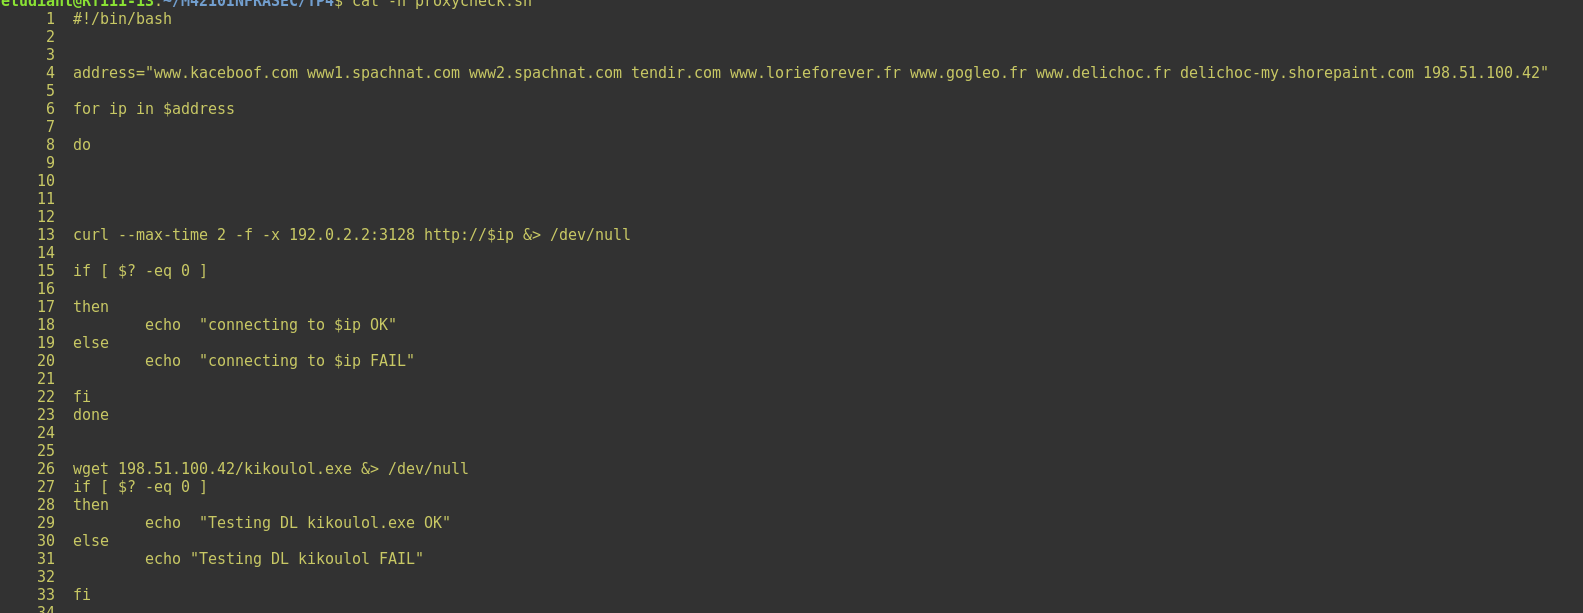 etudiant@RT111-13:~/M4210INFRASEC/TP4$ cat -n proxycheck.sh
1 #!/bin/bash
2
3
4 address="www.kaceboof.com www1.spachnat.com www2.spachnat.com tendir.com www.lorieforever.fr www.gogleo.fr www.delichoc.fr delichoc-my.shorepaint.com 198.51.100.42"
5
6 for ip in $address
7
8 do
9
10
11
12
13 curl --max-time 2 -f -x 192.0.2.2:3128 http://$ip &> /dev/null
14
15 if [ $? -eq 0 ]
16
17 then
18 echo  "connecting to $ip OK"
19 else
20 echo  "connecting to $ip FAIL"
21
22 fi
23 done
24
25
26 wget 198.51.100.42/kikoulol.exe &> /dev/null
27 if [ $? -eq 0 ]
28 then
29 echo  "Testing DL kikoulol.exe OK"
30 else
31 echo "Testing DL kikoulol FAIL"
32
33 fi
34